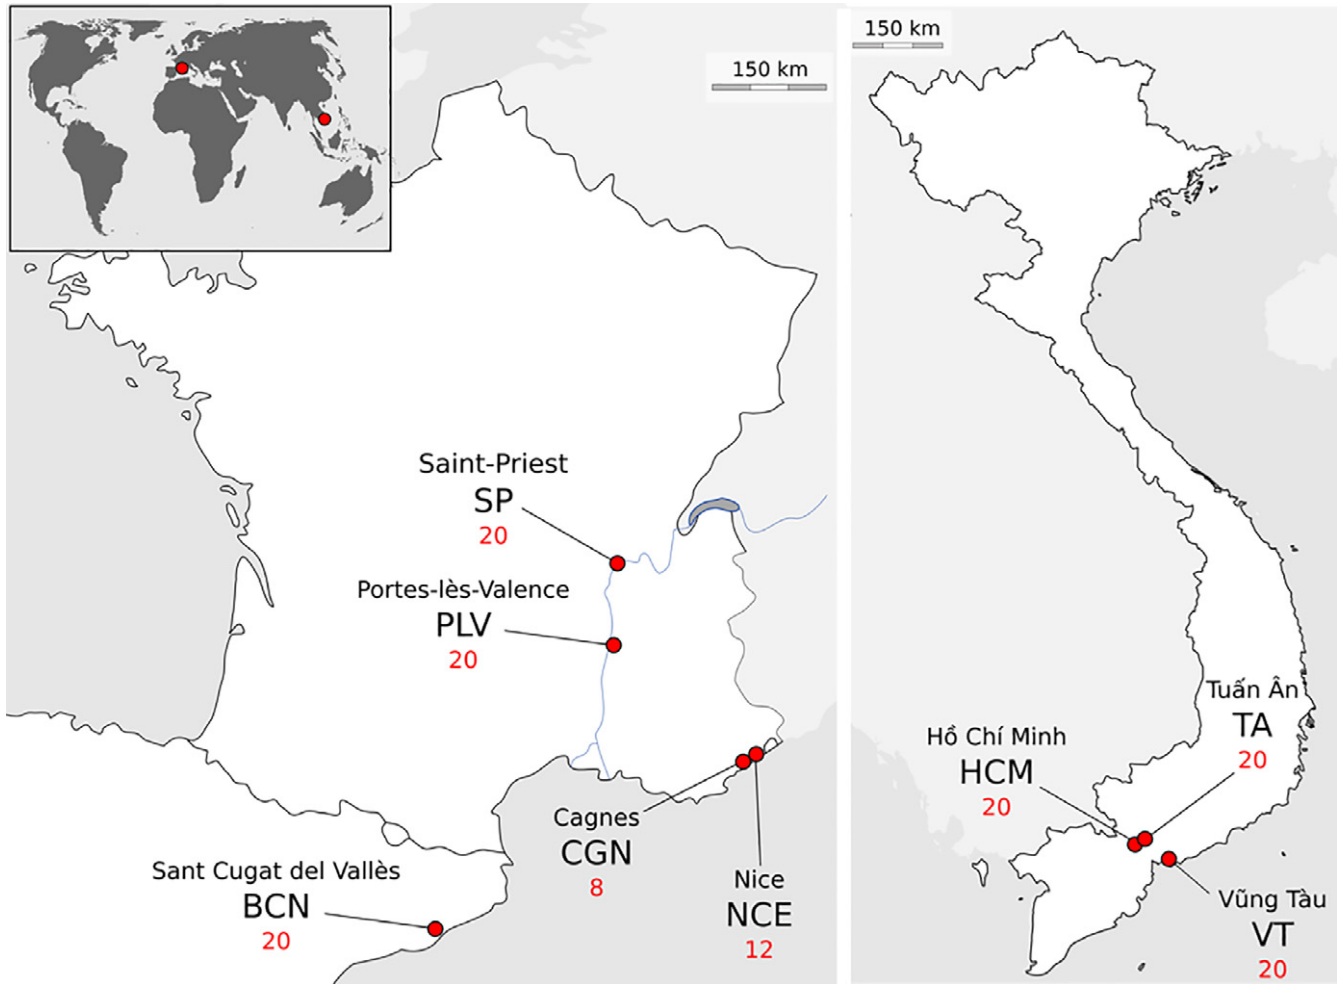 150 km
Saint-Priest
SP
20
Portes-lès-Valence
PLV
20
Cagnes
CGN
8
Nice
NCE
12
Sant Cugat del Vallès
BCN
20
150 km
Tuấn Ân
TA
20
Hồ Chí Minh
HCM
20
Vũng Tàu
VT
20